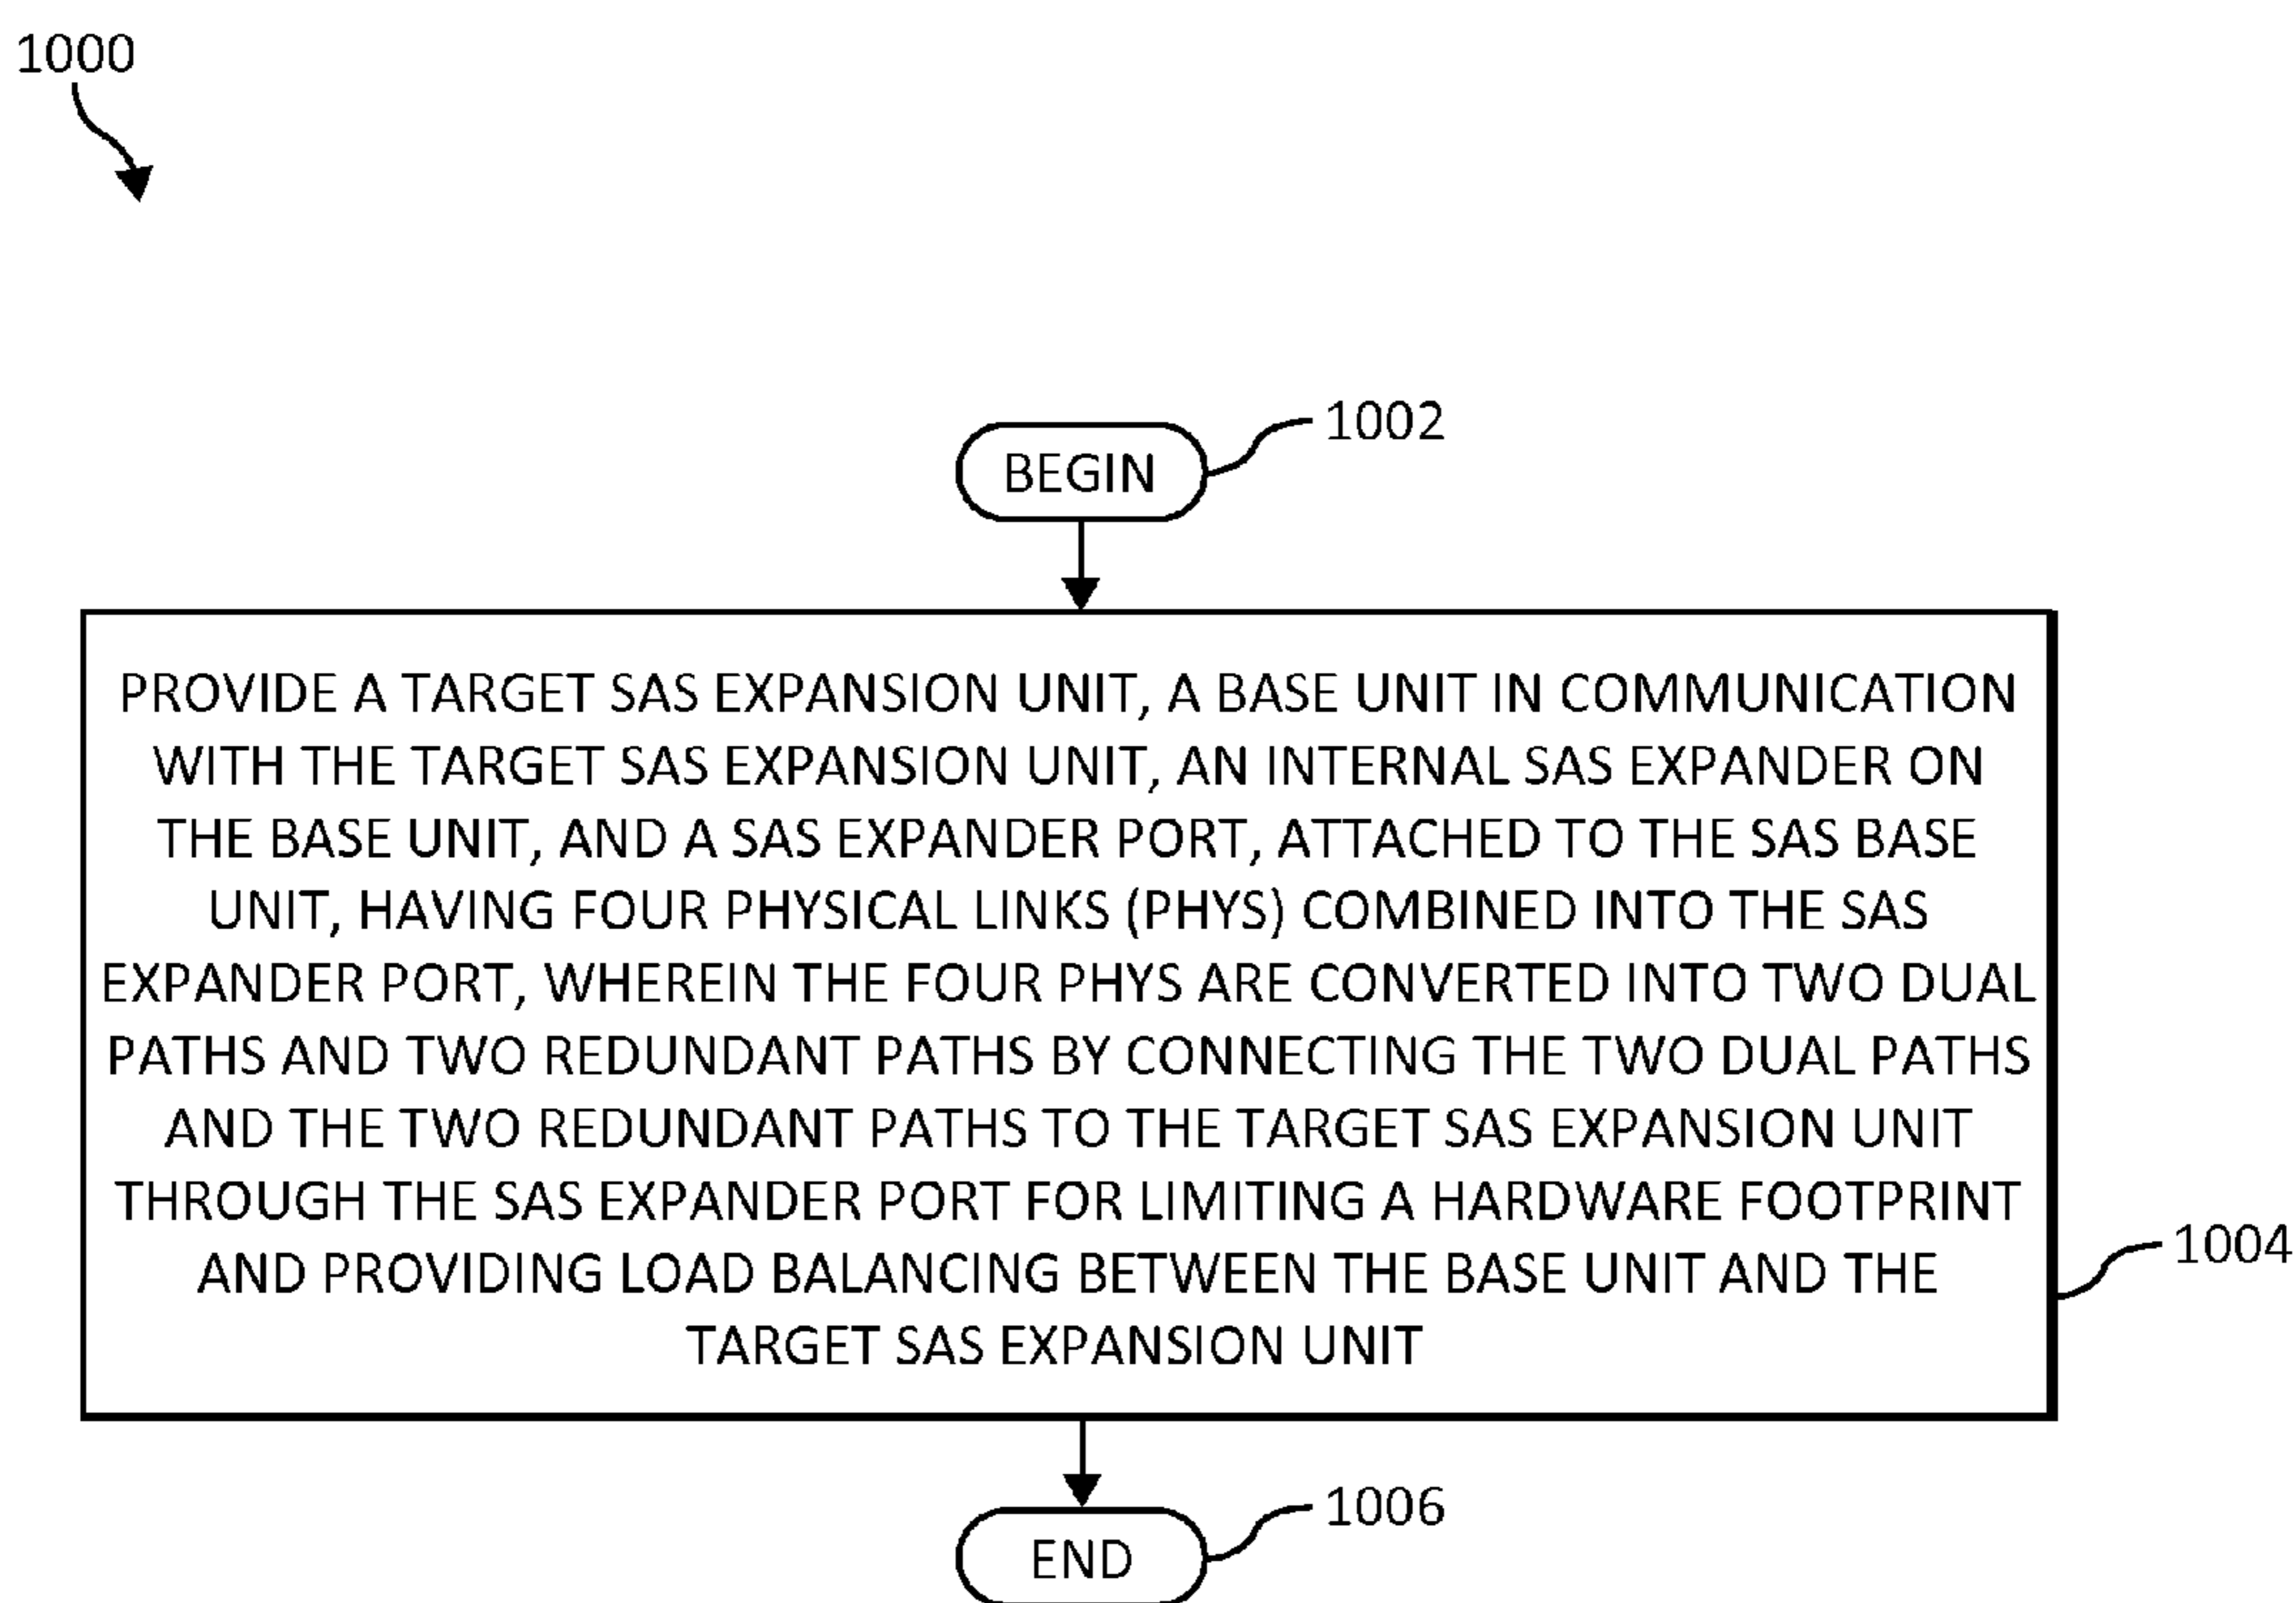 1000
1002
BEGIN
PROVIDE A TARGET SAS EXPANSION UNIT, A BASE UNIT IN COMMUNICATION
WITH THE TARGET SAS EXPANSION UNIT, AN INTERNAL SAS EXPANDER ON
THE BASE UNIT, AND A SAS EXPANDER PORT, ATTACHED TO THE SAS BASE
UNIT, HAVING FOUR PHYSICAL LINKS (PHYS) COMBINED INTO THE SAS
EXPANDER PORT, WHEREIN THE FOUR PHYS ARE CONVERTED INTO TWO DUAL
PATHS AND TWO REDUNDANT PATHS BY CONNECTING THE TWO DUAL PATHS
AND THE TWO REDUNDANT PATHS TO THE TARGET SAS EXPANSION UNIT
THROUGH THE SAS EXPANDER PORT FOR LIMITING A HARDWARE FOOTPRINT
AND PROVIDING LOAD BALANCING BETWEEN THE BASE UNIT AND THE
TARGET SAS EXPANSION UNIT
1004
1006
END